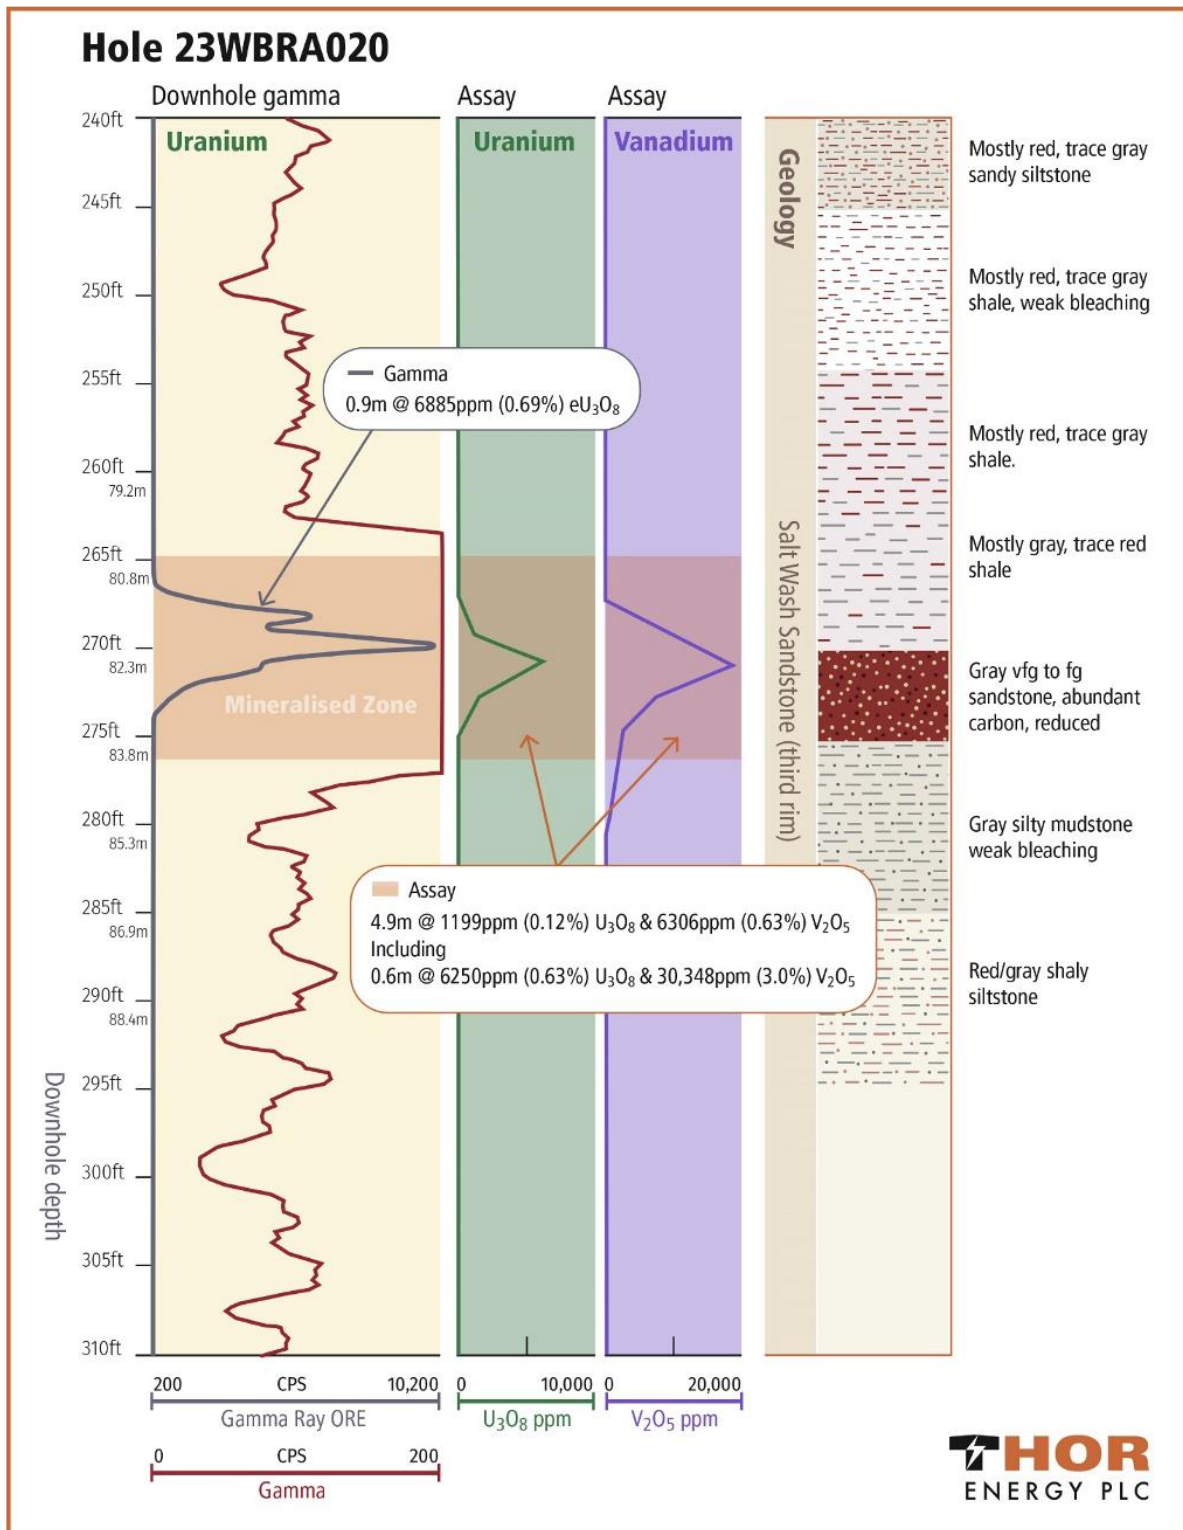 Hole 23WBRA020
Downhole gamma
Assay
Assay
Uranium
Uranium
Vanadium
Geology
Salt Wash Sandstone (third rim)
240ft
245ft
250ft
255ft
260ft
79.2m
265ft
80.8m
270ft
82.3m
275ft
83.8m
280ft
85.3m
285ft
86.9m
290ft
88.4m
295ft
300ft
305ft
310ft
Downhole depth
Gamma
0.9m @ 6885ppm (0.69%) eU₃O₈
Mineralised Zone
Assay
4.9m @ 1199ppm (0.12%) U₃O₈ & 6306ppm (0.63%) V₂O₅
Including
0.6m @ 6250ppm (0.63%) U₃O₈ & 30,348ppm (3.0%) V₂O₅
Mostly red, trace gray
sandy siltstone
Mostly red, trace gray
shale, weak bleaching
Mostly red, trace gray
shale.
Mostly gray, trace red
shale
Gray vfg to fg
sandstone, abundant
carbon, reduced
Gray silty mudstone
weak bleaching
Red/gray shaly
siltstone
200 CPS 10,200
Gamma Ray ORE
0 10,000
U₃O₈ ppm
0 20,000
V₂O₅ ppm
0 CPS 200
Gamma
THOR
ENERGY PLC